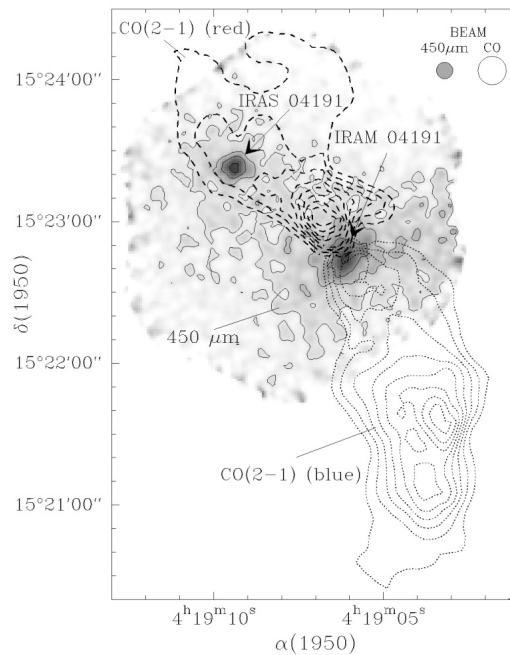 CO(2-1) (red)
BEAM
450μm CO
15°24′00″
IRAS 04191
IRAM 04191
15°23′00″
δ(1950)
450 μm
15°22′00″
CO(2-1) (blue)
15°21′00″
4ʰ19ᵐ10ˢ 4ʰ19ᵐ05ˢ
α(1950)